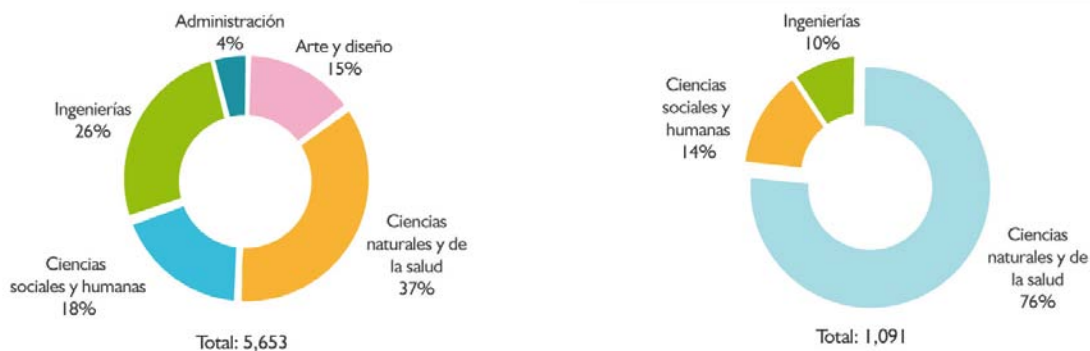 Administración
4%
Arte y diseño
15%
Ingenierías
26%
Ciencias
naturales y de
la salud
37%
Ciencias
sociales y humanas
18%
Total: 5,653
Ingenierías
10%
Ciencias
sociales y
humanas
14%
Ciencias
naturales y de
la salud
76%
Total: 1,091